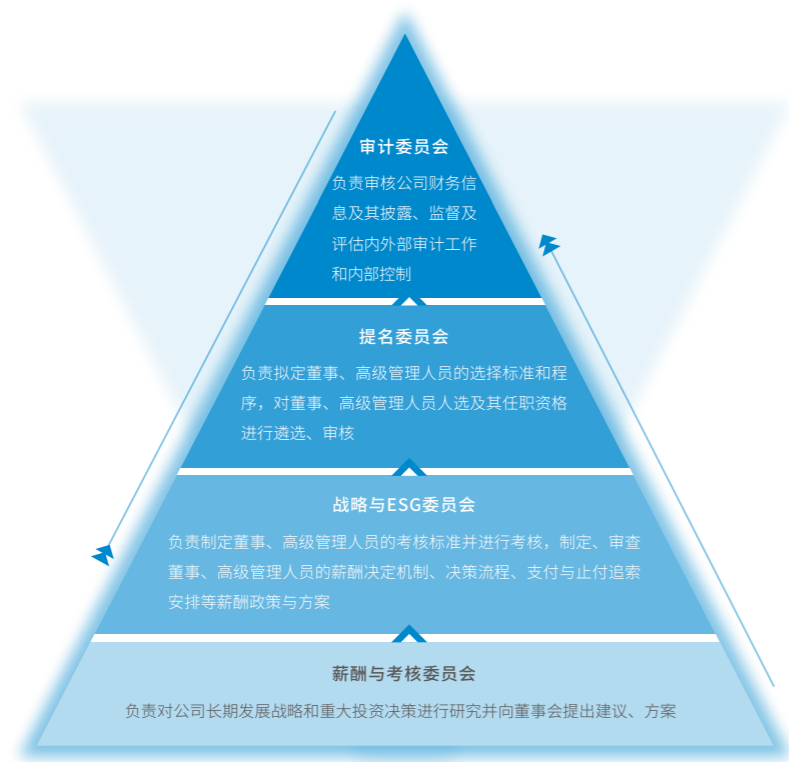 审计委员会
负责审核公司财务信
息及其披露、监督及
评估内外部审计工作
和内部控制
提名委员会
负责拟定董事、高级管理人员的选择标准和程
序，对董事、高级管理人员人选及其任职资格
进行遴选、审核
战略与ESG委员会
负责制定董事、高级管理人员的考核标准并进行考核，制定、审查
董事、高级管理人员的薪酬决定机制、决策流程、支付与止付追索
安排等薪酬政策与方案
薪酬与考核委员会
负责对公司长期发展战略和重大投资决策进行研究并向董事会提出建议、方案